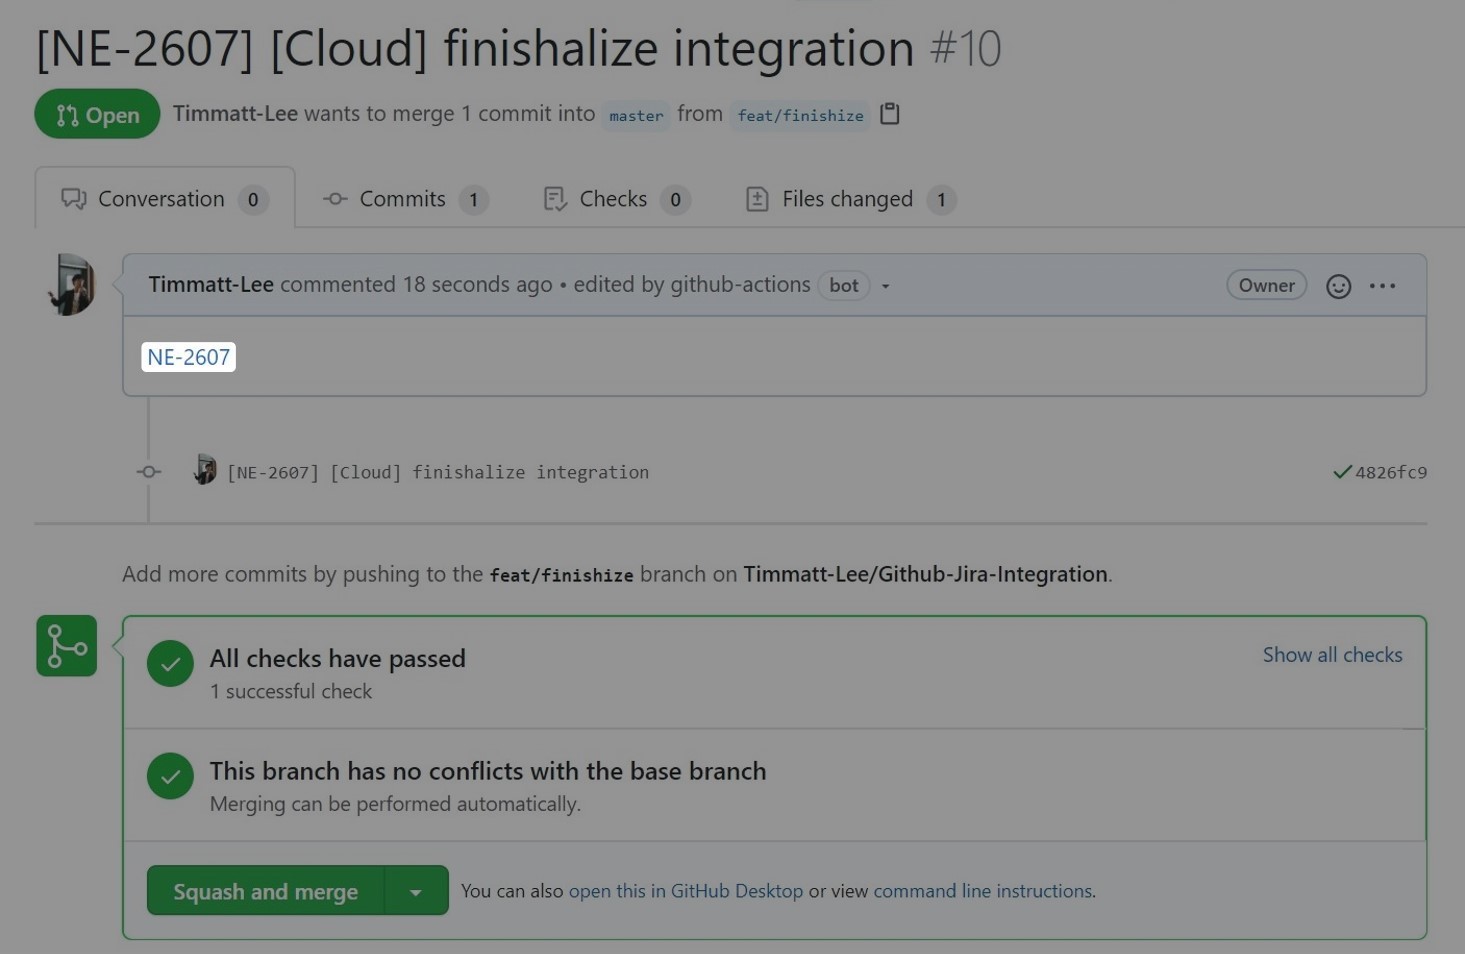 [NE-2607] [Cloud] finishalize integration #10
Open Timmatt-Lee wants to merge 1 commit into master from feat/finishize
Conversation 0 Commits 1 Checks 0 Files changed 1
Timmatt-Lee commented 18 seconds ago • edited by github-actions bot Owner
NE-2607
[NE-2607] [Cloud] finishalize integration 4826fc9
Add more commits by pushing to the feat/finishize branch on Timmatt-Lee/Github-Jira-Integration.
All checks have passed Show all checks
1 successful check
This branch has no conflicts with the base branch
Merging can be performed automatically.
Squash and merge You can also open this in GitHub Desktop or view command line instructions.